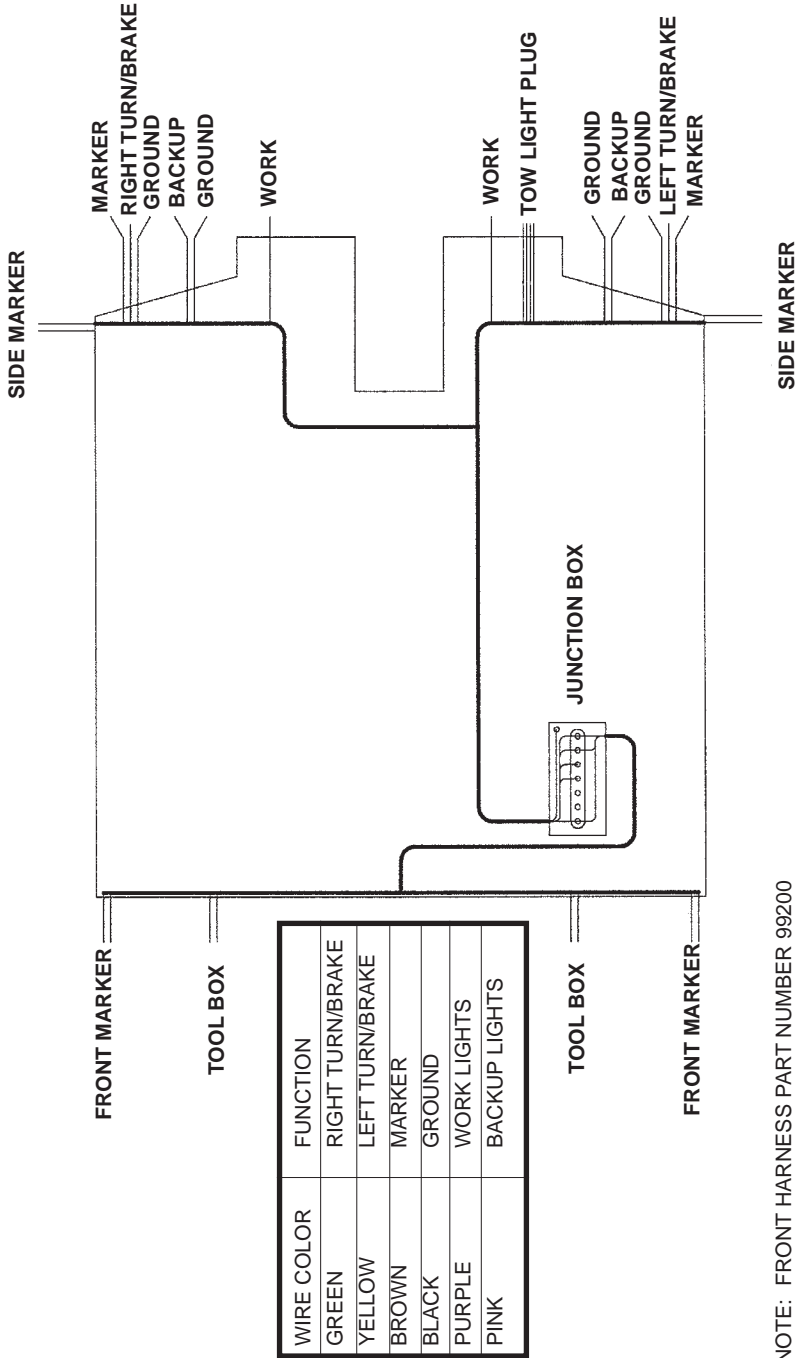 SIDE MARKER
MARKER
RIGHT TURN/BRAKE
GROUND
BACKUP
GROUND
WORK
WORK
TOW LIGHT PLUG
GROUND
BACKUP
GROUND
LEFT TURN/BRAKE
MARKER
SIDE MARKER
JUNCTION BOX
FRONT MARKER
TOOL BOX
WIRE COLOR FUNCTION
GREEN RIGHT TURN/BRAKE
YELLOW LEFT TURN/BRAKE
BROWN MARKER
BLACK GROUND
PURPLE WORK LIGHTS
PINK BACKUP LIGHTS
TOOL BOX
FRONT MARKER
NOTE: FRONT HARNESS PART NUMBER 99200